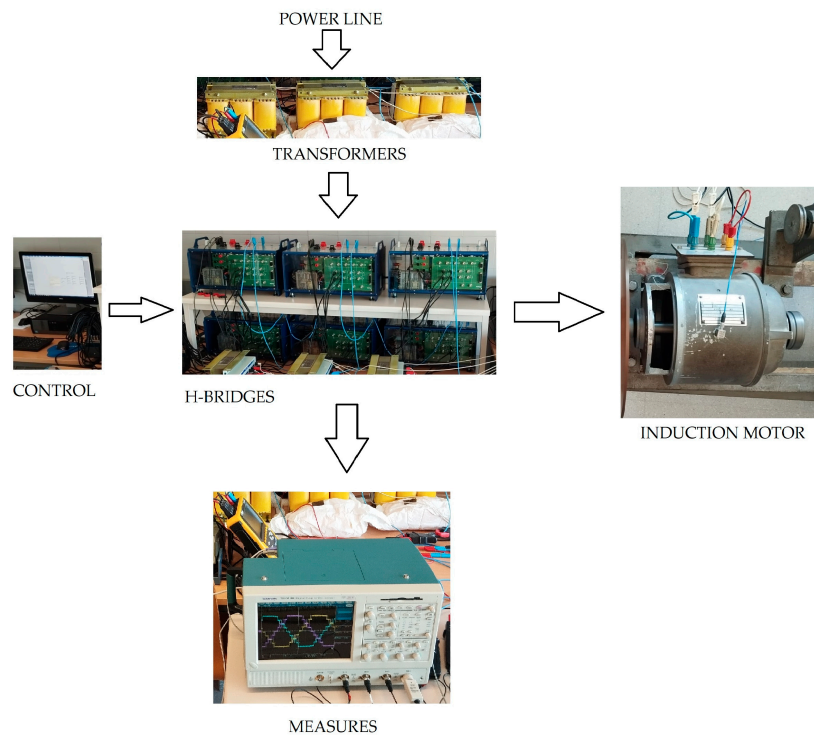 POWER LINE
TRANSFORMERS
CONTROL
H-BRIDGES
INDUCTION MOTOR
MEASURES